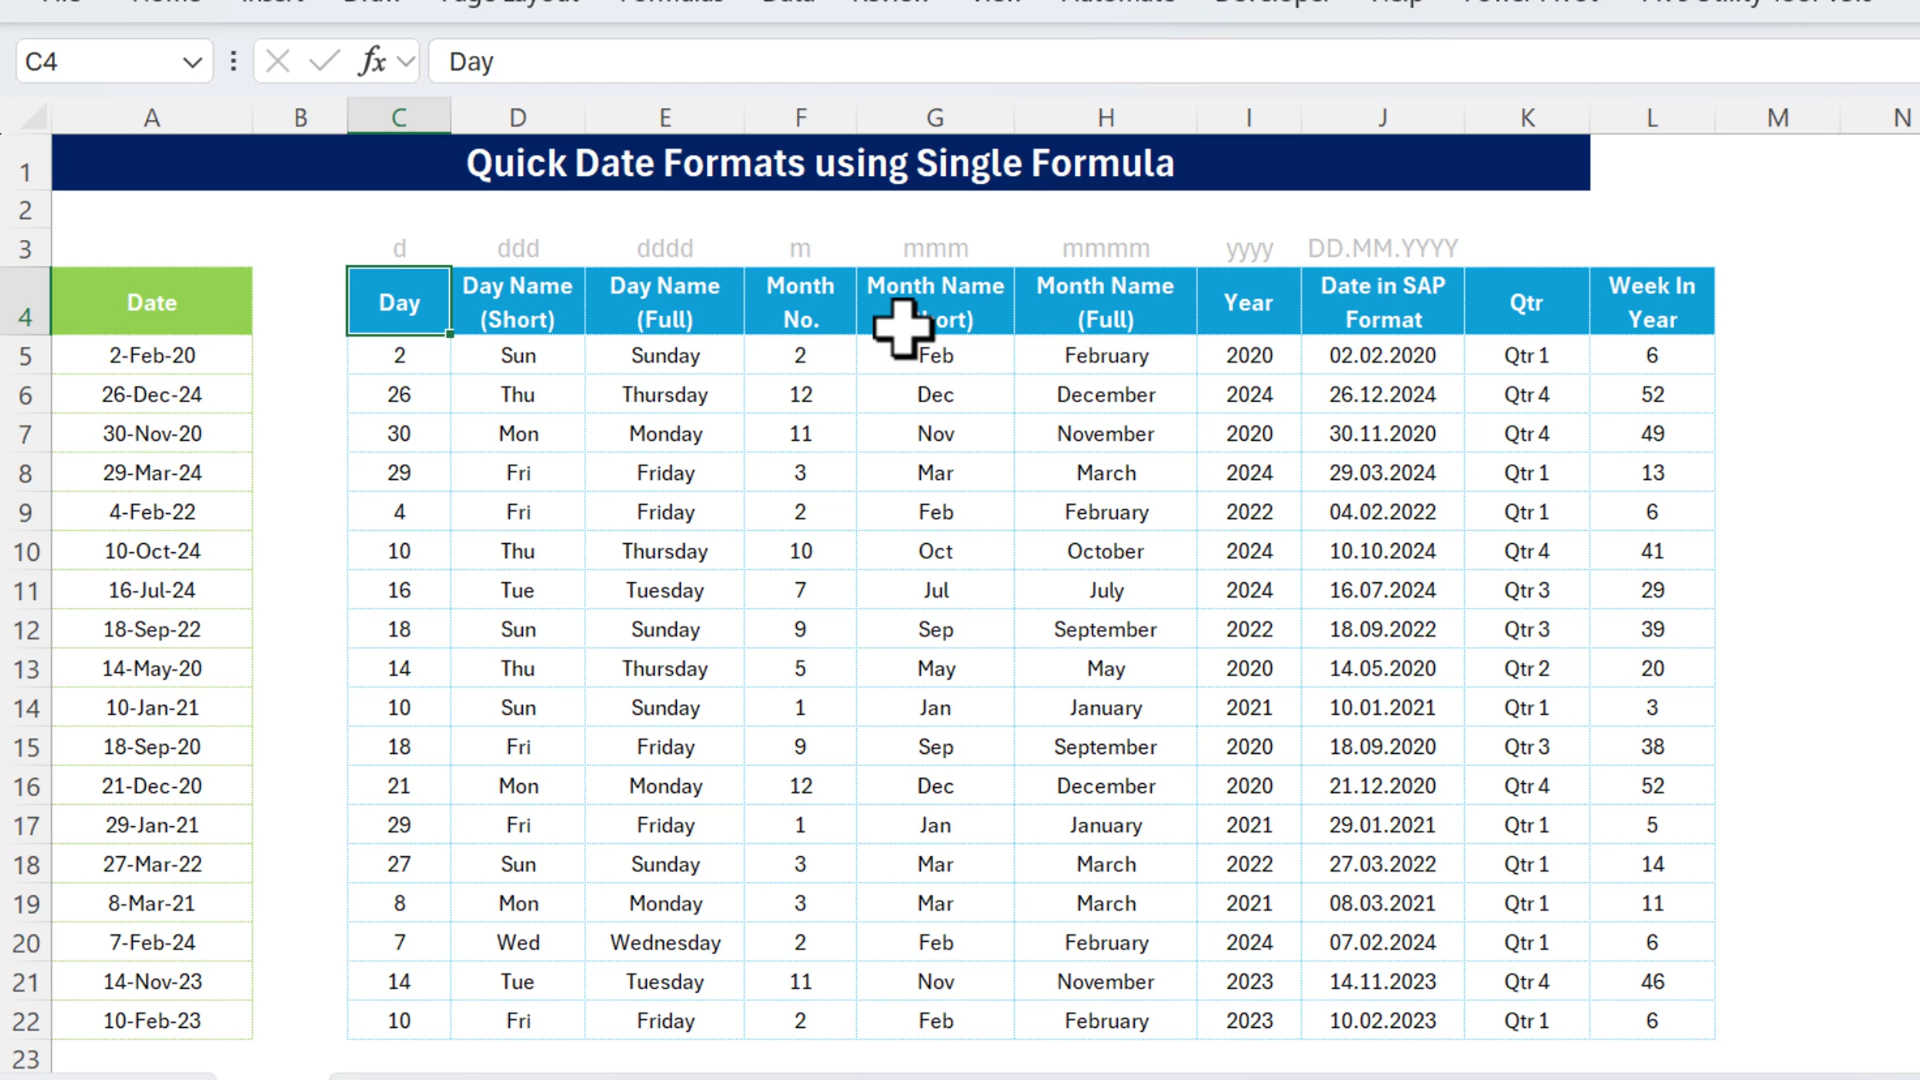 File Home Insert Draw Page Layout Formulas Data Review View Automate Developer Help Power Pivot
C4 fx Day
A B C D E F G H I J K L M N
1 Quick Date Formats using Single Formula
2
3 d ddd dddd m mmm mmmm yyyy DD.MM.YYYY
4 Date Day Day Name (Short) Day Name (Full) Month No. Month Name Month Name (Full) Year Date in SAP Format Qtr Week In Year
5 2-Feb-20 2 Sun Sunday 2 Feb February 2020 02.02.2020 Qtr 1 6
6 26-Dec-24 26 Thu Thursday 12 Dec December 2024 26.12.2024 Qtr 4 52
7 30-Nov-20 30 Mon Monday 11 Nov November 2020 30.11.2020 Qtr 4 49
8 29-Mar-24 29 Fri Friday 3 Mar March 2024 29.03.2024 Qtr 1 13
9 4-Feb-22 4 Fri Friday 2 Feb February 2022 04.02.2022 Qtr 1 6
10 10-Oct-24 10 Thu Thursday 10 Oct October 2024 10.10.2024 Qtr 4 41
11 16-Jul-24 16 Tue Tuesday 7 Jul July 2024 16.07.2024 Qtr 3 29
12 18-Sep-22 18 Sun Sunday 9 Sep September 2022 18.09.2022 Qtr 3 39
13 14-May-20 14 Thu Thursday 5 May May 2020 14.05.2020 Qtr 2 20
14 10-Jan-21 10 Sun Sunday 1 Jan January 2021 10.01.2021 Qtr 1 3
15 18-Sep-20 18 Fri Friday 9 Sep September 2020 18.09.2020 Qtr 3 38
16 21-Dec-20 21 Mon Monday 12 Dec December 2020 21.12.2020 Qtr 4 52
17 29-Jan-21 29 Fri Friday 1 Jan January 2021 29.01.2021 Qtr 1 5
18 27-Mar-22 27 Sun Sunday 3 Mar March 2022 27.03.2022 Qtr 1 14
19 8-Mar-21 8 Mon Monday 3 Mar March 2021 08.03.2021 Qtr 1 11
20 7-Feb-24 7 Wed Wednesday 2 Feb February 2024 07.02.2024 Qtr 1 6
21 14-Nov-23 14 Tue Tuesday 11 Nov November 2023 14.11.2023 Qtr 4 46
22 10-Feb-23 10 Fri Friday 2 Feb February 2023 10.02.2023 Qtr 1 6
23